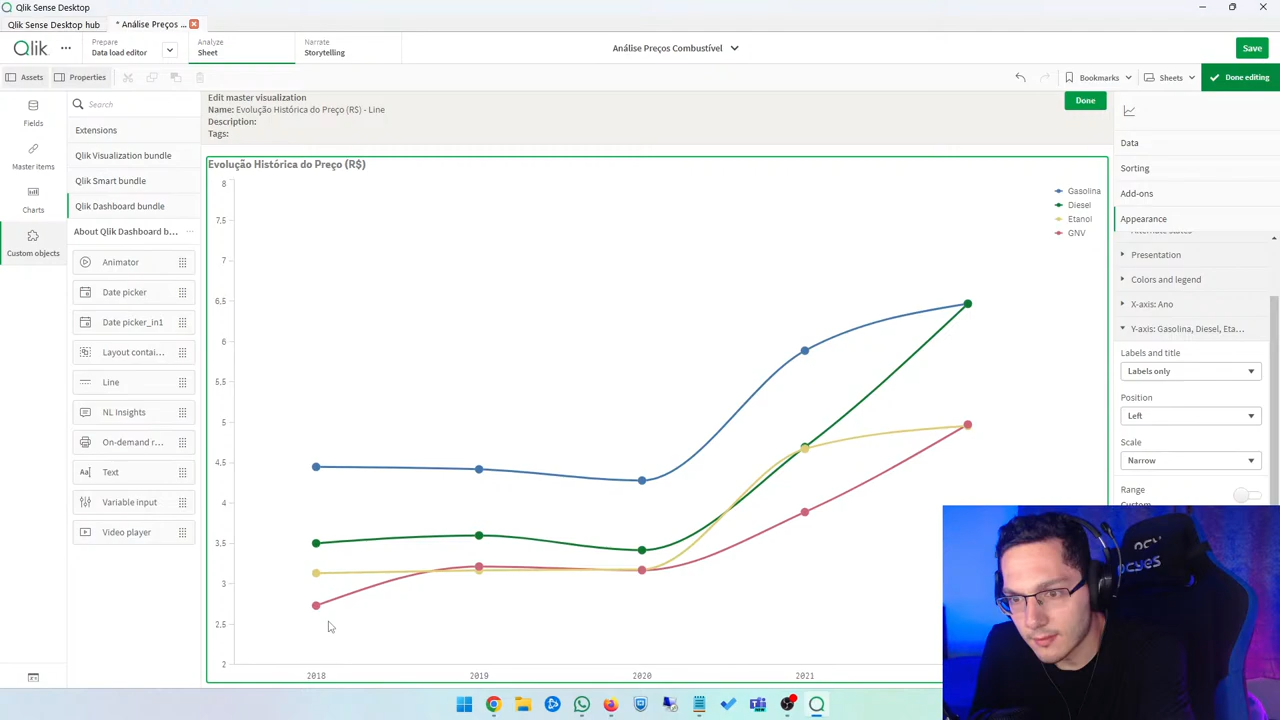 Qlik Sense Desktop
Qlik Sense Desktop hub
* Análise Preços ...
Qlik
Prepare
Data load editor
Analyze
Sheet
Narrate
Storytelling
Análise Preços Combustível
Save
Assets
Properties
Bookmarks
Sheets
Done editing
Fields
Master items
Charts
Custom objects
Search
Extensions
Qlik Visualization bundle
Qlik Smart bundle
Qlik Dashboard bundle
About Qlik Dashboard b...
Animator
Date picker
Date picker_in1
Layout contai...
Line
NL Insights
On-demand r...
Text
Variable input
Video player
Edit master visualization
Name: Evolução Histórica do Preço (RS) - Line
Description:
Tags:
Done
Evolução Histórica do Preço (R$)
8
7,5
7
6,5
6
5,5
5
4,5
4
3,5
3
2,5
2
2018
2019
2020
2021
Gasolina
Diesel
Etanol
GNV
Data
Sorting
Add-ons
Appearance
Alternate states
Presentation
Colors and legend
X-axis: Ano
Y-axis: Gasolina, Diesel, Eta...
Labels and title
Labels only
Position
Left
Scale
Narrow
Range
Custom